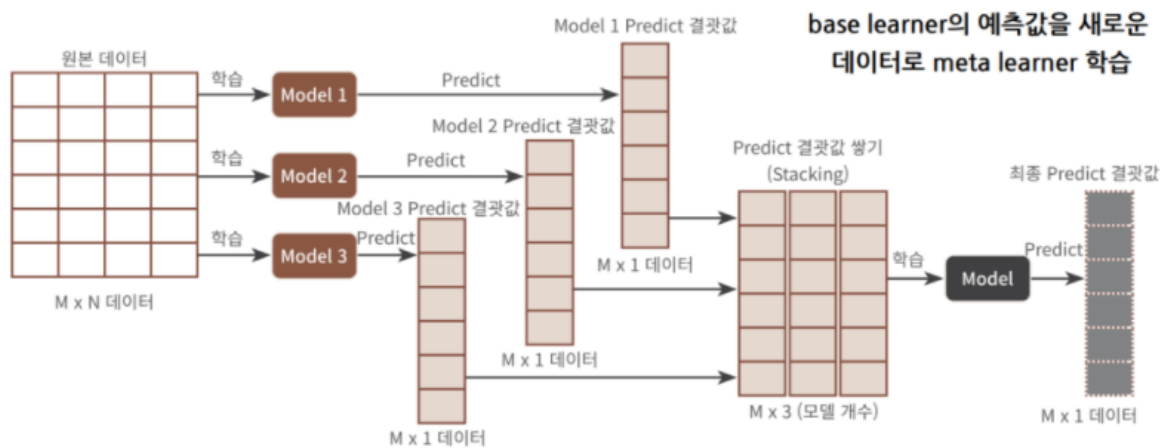 base learner의 예측값을 새로운
데이터로 meta learner 학습
Model 1 Predict 결괏값
원본 데이터
학습
Model 1
Predict
Model 2 Predict 결괏값
학습
Model 2
Predict
Model 3 Predict 결괏값
학습
Model 3
Predict
M x N 데이터
M x 1 데이터
M x 1 데이터
M x 1 데이터
Predict 결괏값 쌓기
(Stacking)
M x 3 (모델 개수)
학습
Model
Predict
최종 Predict 결괏값
M x 1 데이터